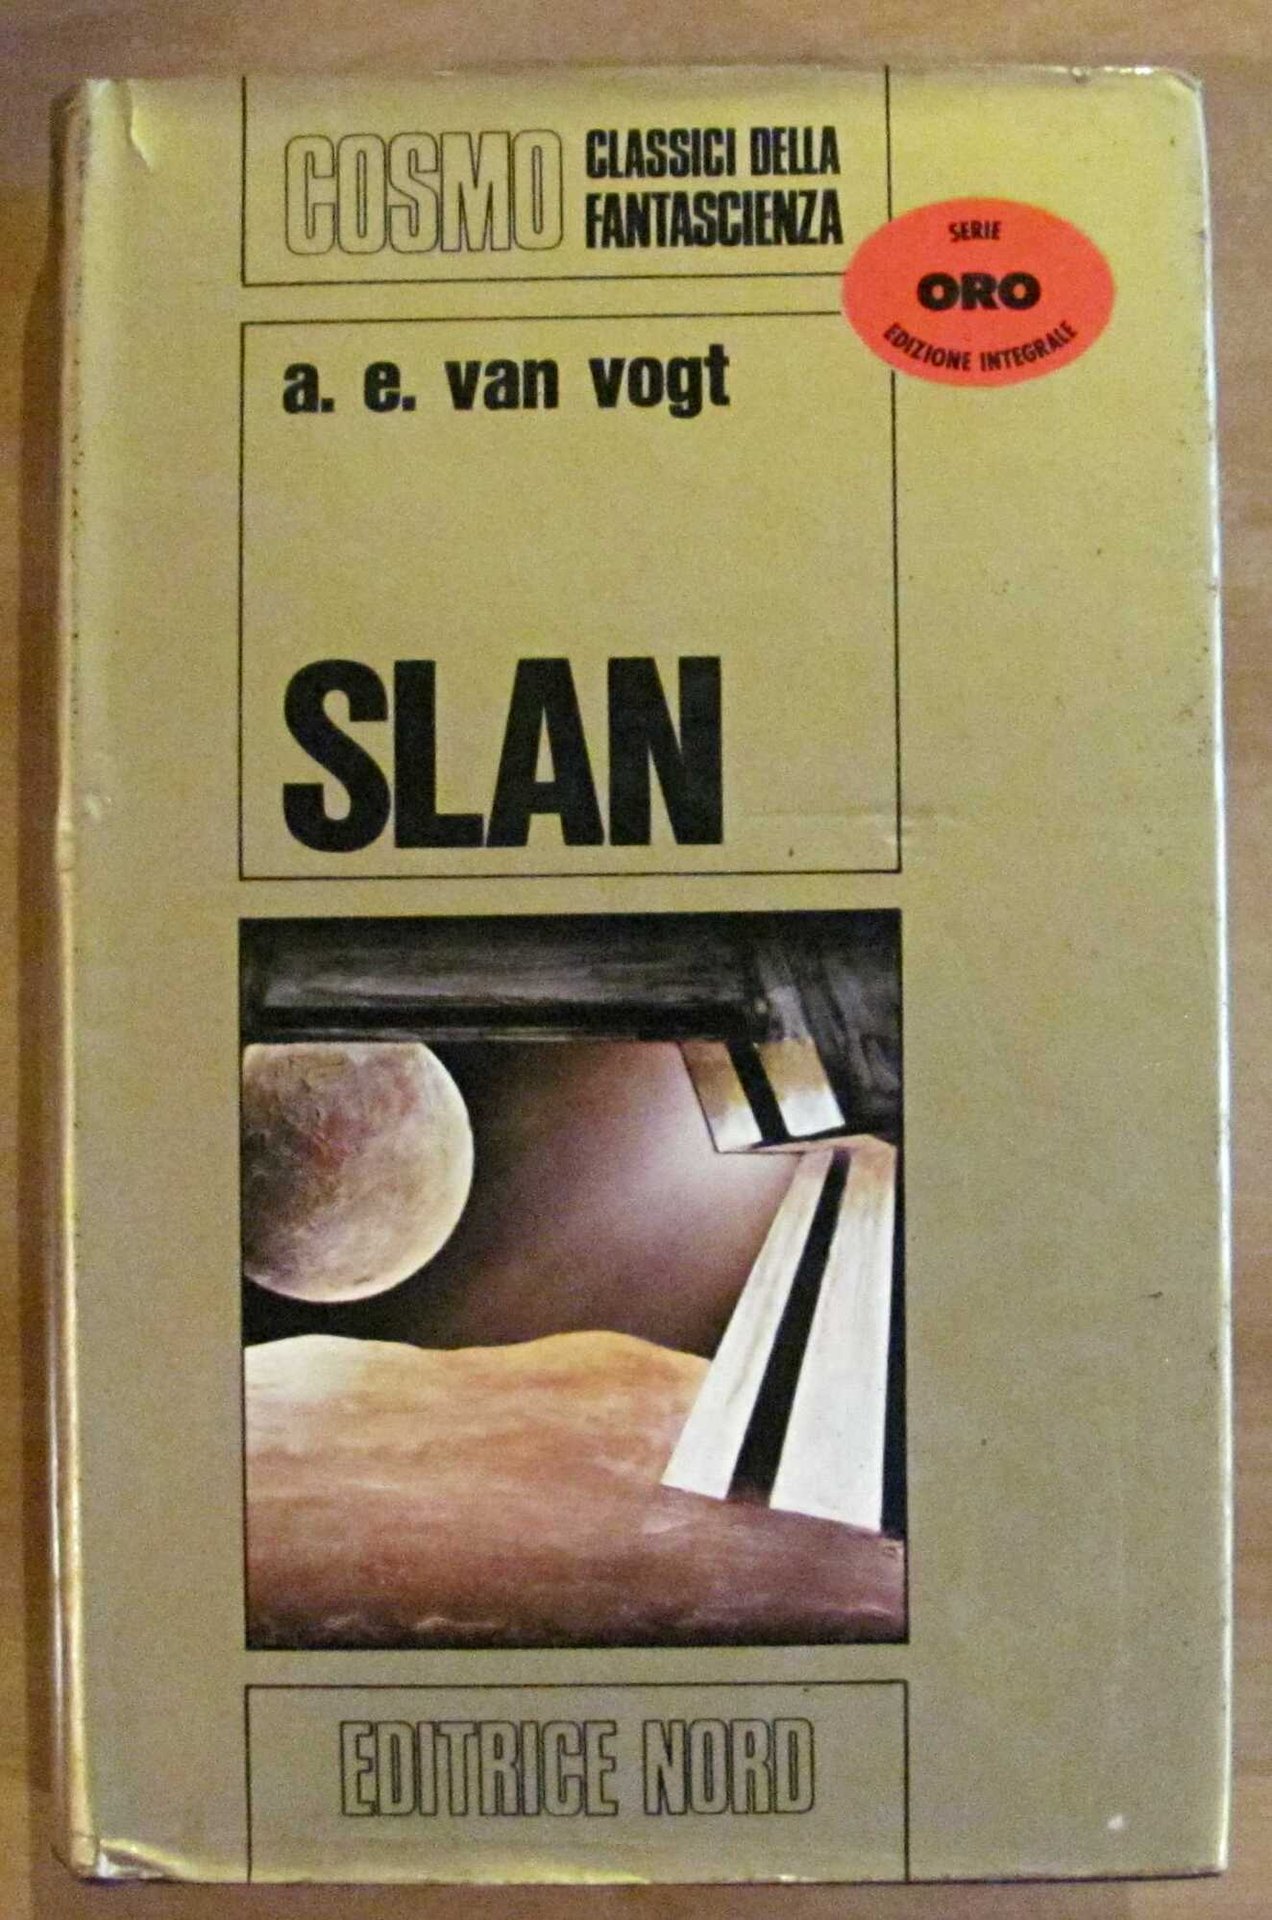 COSMO
CLASSICI DELLA
FANTASCIENZA
SERIE
ORO
EDIZIONE INTEGRALE
a. e. van vogt
SLAN
EDITRICE NORD